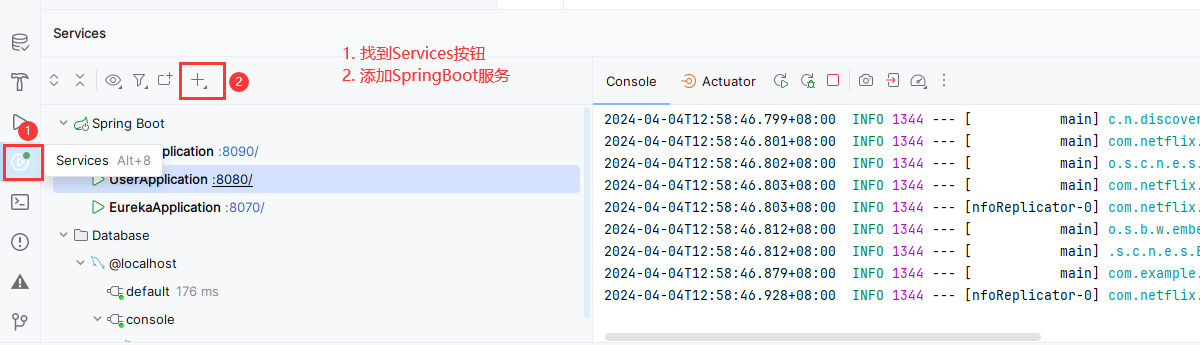 Services
1. 找到Services按钮
2. 添加SpringBoot服务
2
Console
Actuator
Spring Boot
1
Application :8090/
Services Alt+8
UserApplication :8080/
EurekaApplication :8070/
Database
@localhost
default 176 ms
console
2024-04-04T12:58:46.799+08:00 INFO 1344 --- [ main] c.n.discover
2024-04-04T12:58:46.801+08:00 INFO 1344 --- [ main] com.netflix.
2024-04-04T12:58:46.802+08:00 INFO 1344 --- [ main] o.s.c.n.e.s.
2024-04-04T12:58:46.803+08:00 INFO 1344 --- [ main] com.netflix.
2024-04-04T12:58:46.803+08:00 INFO 1344 --- [nfoReplicator-0] com.netflix.
2024-04-04T12:58:46.812+08:00 INFO 1344 --- [ main] o.s.b.w.embe
2024-04-04T12:58:46.812+08:00 INFO 1344 --- [ main] .s.c.n.e.s.E
2024-04-04T12:58:46.879+08:00 INFO 1344 --- [ main] com.example.
2024-04-04T12:58:46.928+08:00 INFO 1344 --- [nfoReplicator-0] com.netflix.